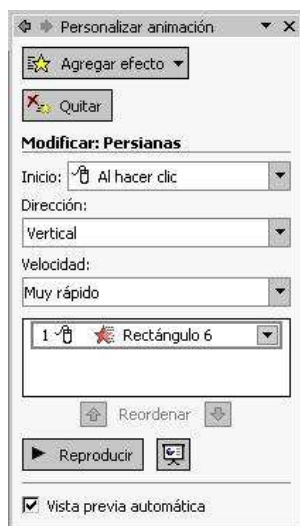 Personalizar animación
Agregar efecto
Quitar
Modificar: Persianas
Inicio: Al hacer clic
Dirección:
Vertical
Velocidad:
Muy rápido
1 Rectángulo 6
Reordenar
Reproducir
Vista previa automática